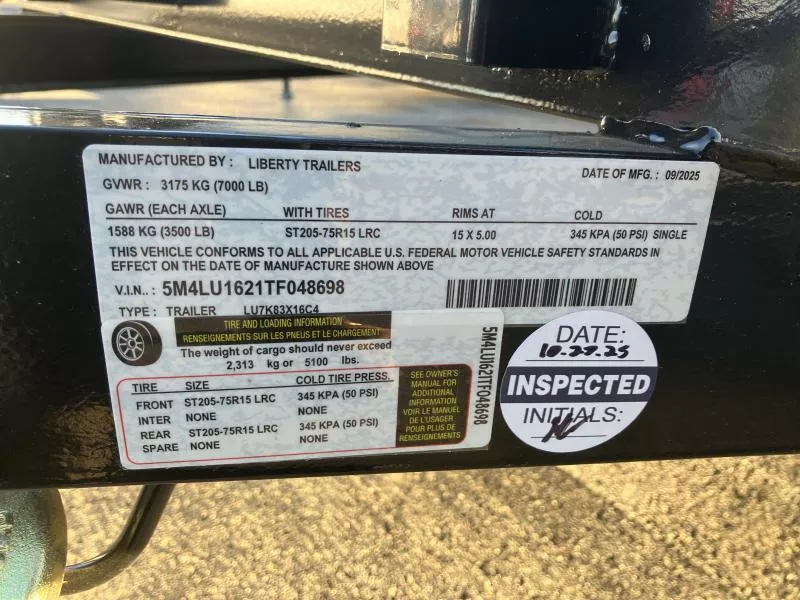 MANUFACTURED BY : LIBERTY TRAILERS
DATE OF MFG. : 09/2025
GVWR : 3175 KG (7000 LB)
GAWR (EACH AXLE) WITH TIRES RIMS AT COLD
1588 KG (3500 LB) ST205-75R15 LRC 15 X 5.00 345 KPA (50 PSI) SINGLE
THIS VEHICLE CONFORMS TO ALL APPLICABLE U.S. FEDERAL MOTOR VEHICLE SAFETY STANDARDS IN
EFFECT ON THE DATE OF MANUFACTURE SHOWN ABOVE
V.I.N.. : 5M4LU1621TF048698
TYPE : TRAILER LU7K83X16C4
TIRE AND LOADING INFORMATION
RENSEIGNEMENTS SUR LES PNEUS ET LE CHARGEMENT
The weight of cargo should never exceed
2,313 kg or 5100 lbs.
TIRE SIZE COLD TIRE PRESS.
FRONT ST205-75R15 LRC 345 KPA (50 PSI)
INTER NONE NONE
REAR ST205-75R15 LRC 345 KPA (50 PSI)
SPARE NONE NONE
SEE OWNER'S
MANUAL FOR
ADDITIONAL
INFORMATION
VOIR LE MANUEL
DE L'USAGER
POUR PLUS DE
RENSEIGNEMENTS
5M4LU1621TF048698
DATE:
INSPECTED
INITIALS: